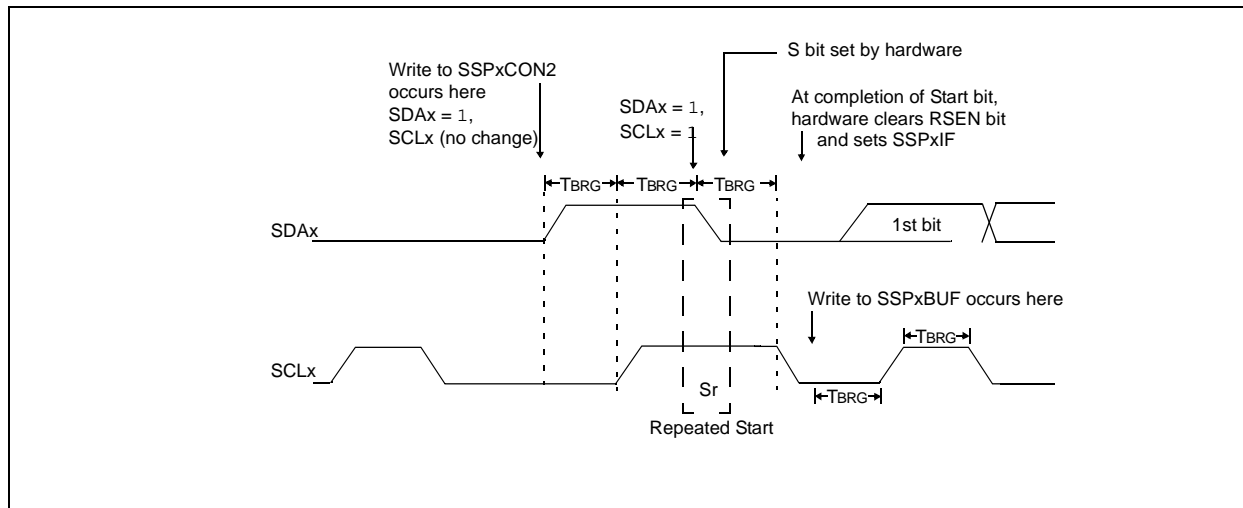 S bit set by hardware
Write to SSPxCON2
occurs here
SDAx = 1,
SCLx (no change)
SDAx = 1,
SCLx = 1
At completion of Start bit,
hardware clears RSEN bit
and sets SSPxIF
TBRG TBRG TBRG
SDAx
1st bit
Write to SSPxBUF occurs here
TBRG
SCLx
Sr
TBRG
Repeated Start